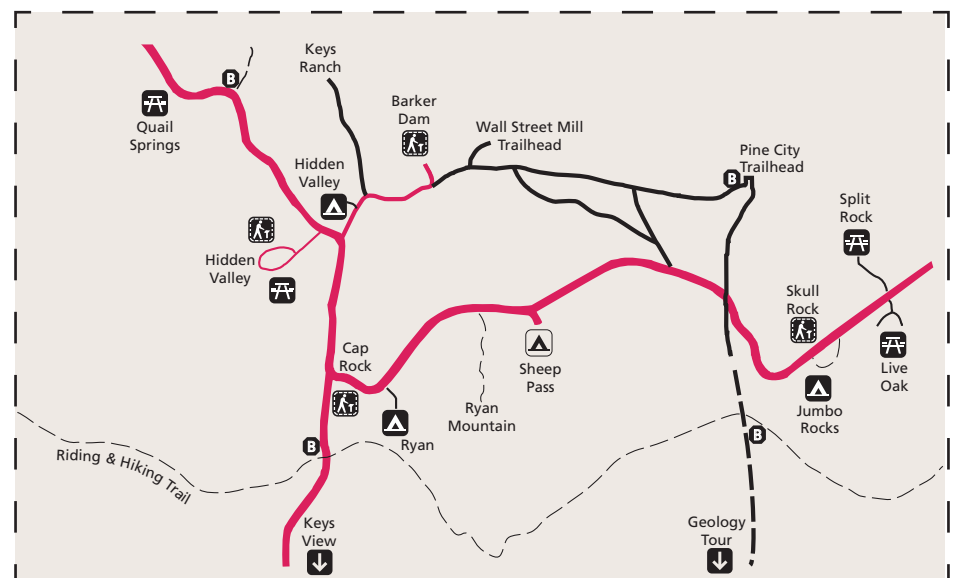 Keys
Ranch
B
Quail
Springs
Barker
Dam
Wall Street Mill
Trailhead
Pine City
Trailhead
B
Hidden
Valley
Split
Rock
Hidden
Valley
Skull
Rock
Cap
Rock
Sheep
Pass
Live
Oak
Ryan
Mountain
Jumbo
Rocks
Ryan
B
B
Riding & Hiking Trail
Keys
View
Geology
Tour